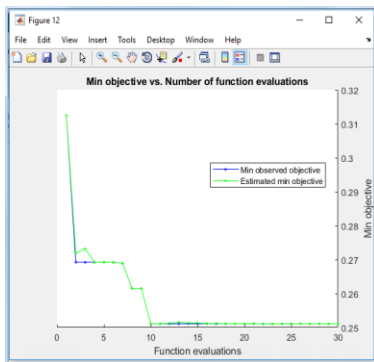 Figure 12
File Edit View Insert Tools Desktop Window Help
Min objective vs. Number of function evaluations
0.32
0.31
0.3
Min observed objective
Estimated min objective
0.29
0.28
0.27
0.26
0.25
Min objective
0 5 10 15 20 25 30
Function evaluations